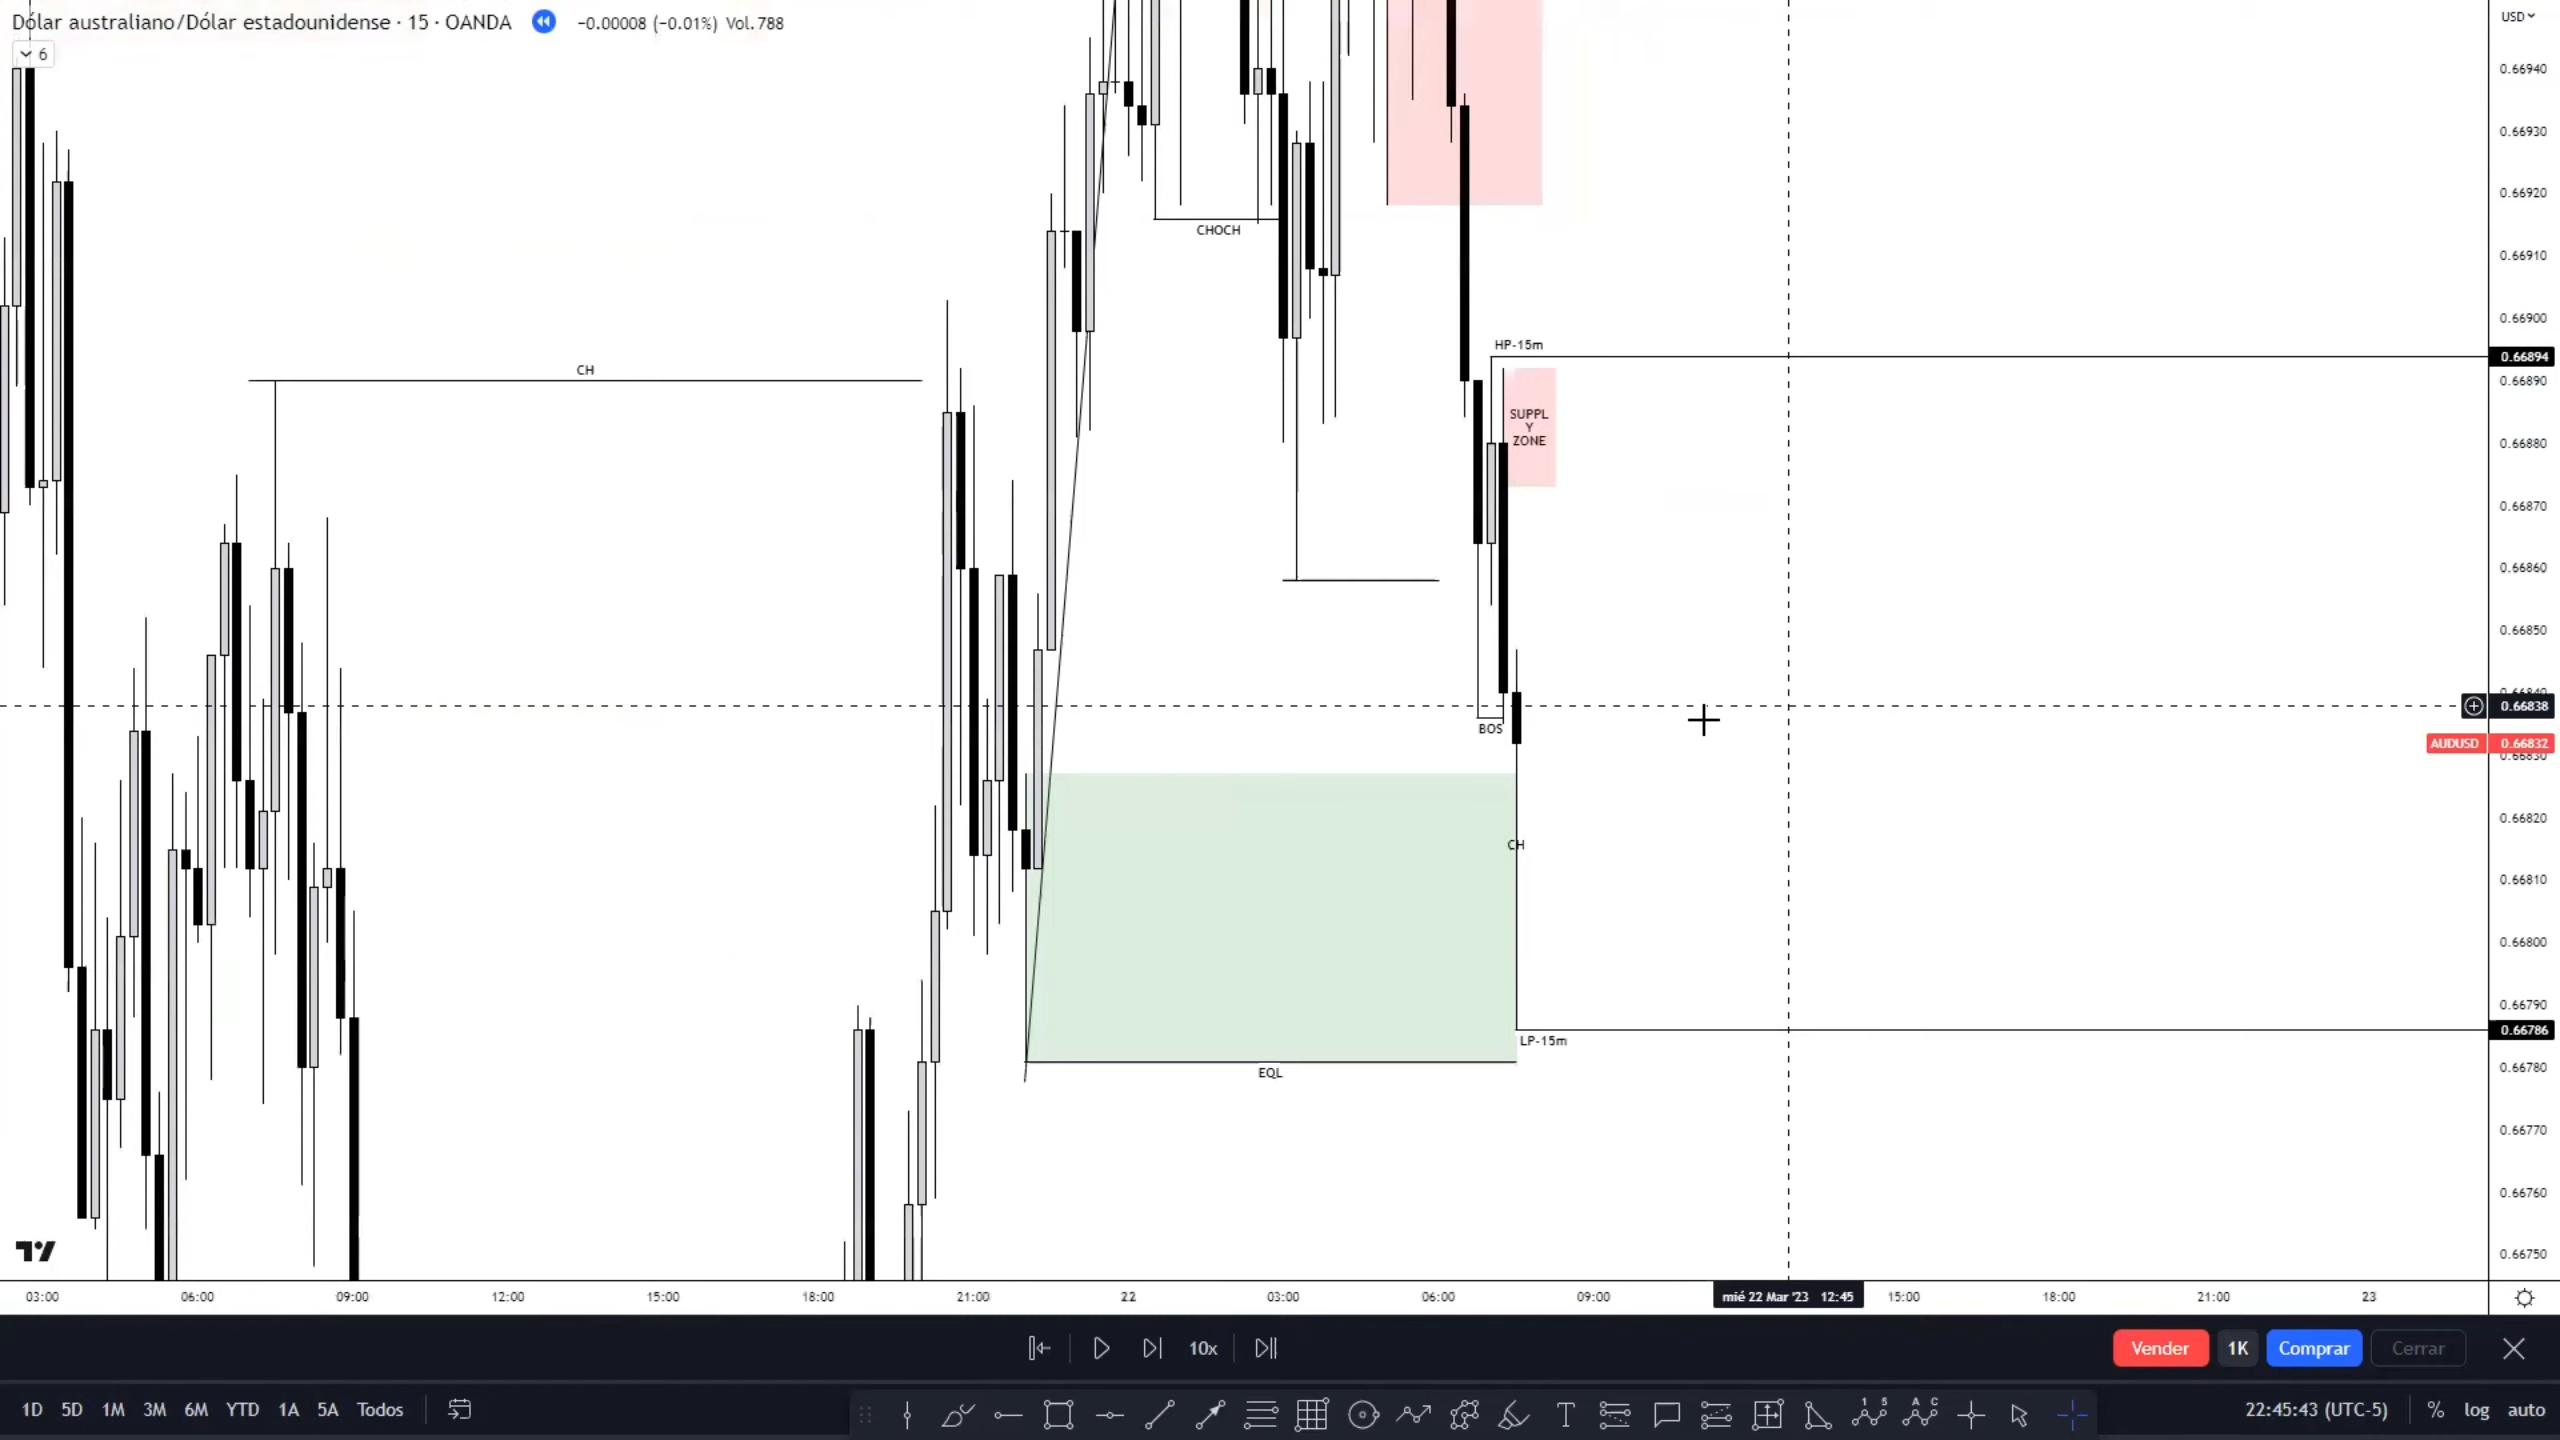 Dólar australiano/Dólar estadounidense · 15 · OANDA −0.00008 (−0.01%) Vol.788
6
USD
0.66940
0.66930
0.66920
0.66910
0.66900
0.66894
0.66890
0.66880
0.66870
0.66860
0.66850
0.66840
0.66838
AUDUSD 0.66832
0.66830
0.66820
0.66810
0.66800
0.66790
0.66786
0.66780
0.66770
0.66760
0.66750
CHOCH
HP-15m
CH
SUPPL
Y
ZONE
BOS
CH
LP-15m
EQL
03:00 06:00 09:00 12:00 15:00 18:00 21:00 22 03:00 06:00 09:00 mié 22 Mar '23 12:45 15:00 18:00 21:00 23
10x
Vender 1K Comprar Cerrar
1D 5D 1M 3M 6M YTD 1A 5A Todos
22:45:43 (UTC-5) % log auto